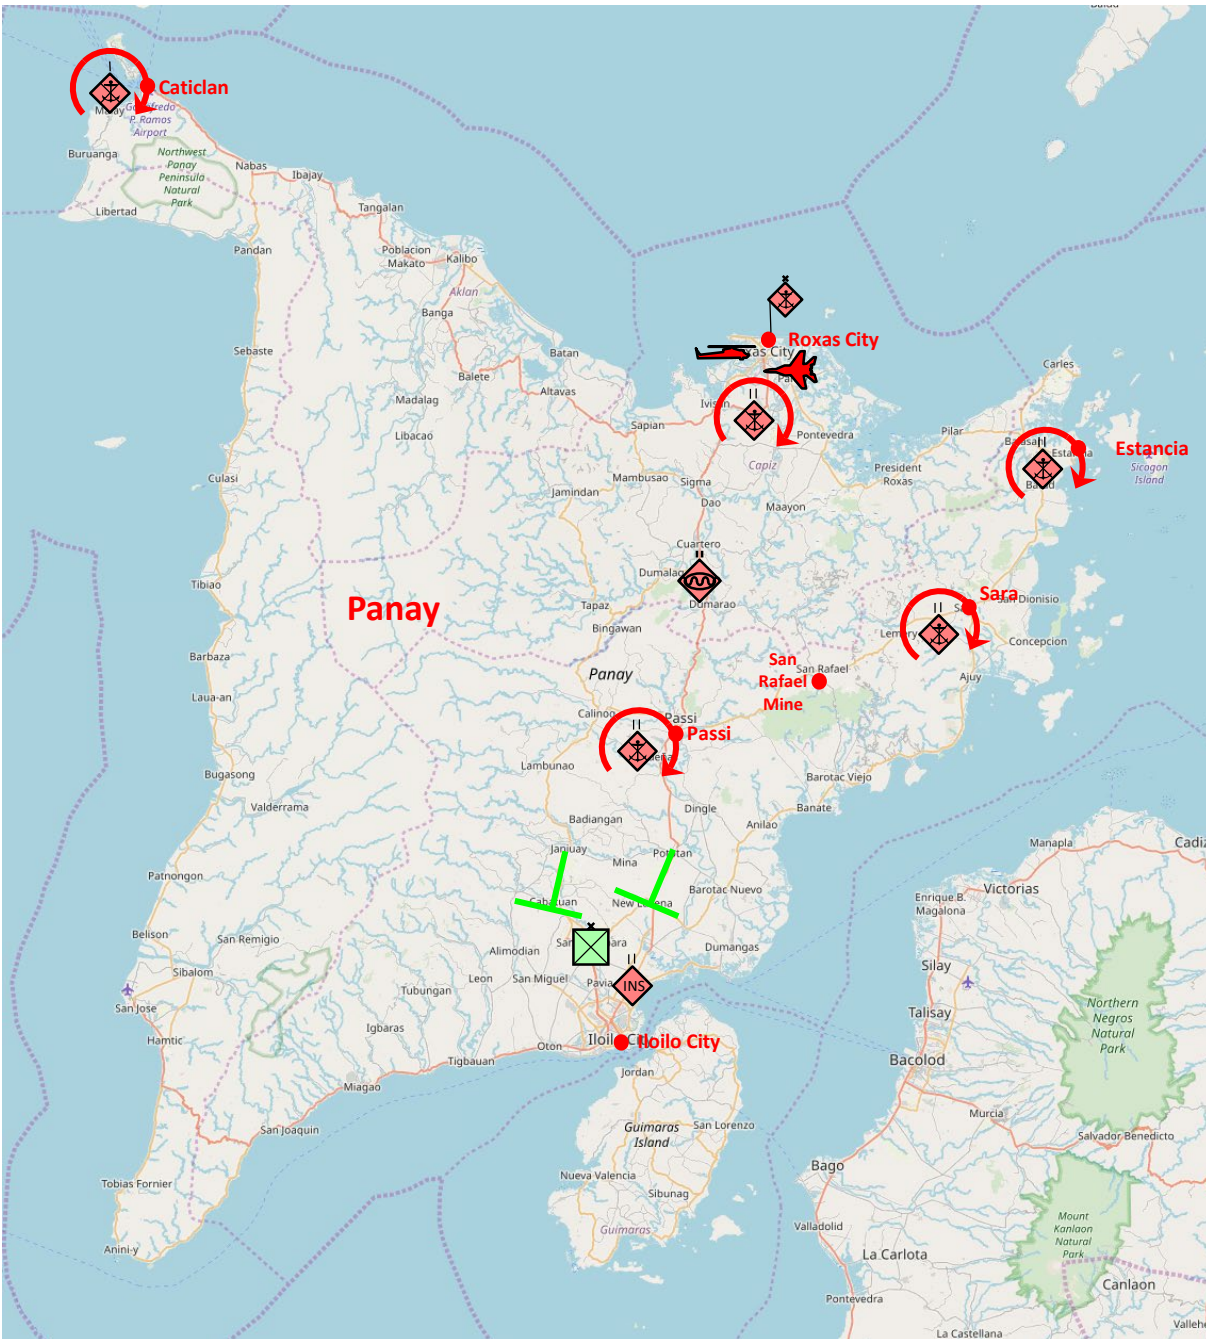 Caticlan
Malay
Godofredo
P. Ramos
Airport
Buruanga
Northwest
Panay
Peninsula
Natural
Park
Nabas
Ibajay
Libertad
Tangalan
Pandan
Poblacion
Makato
Kalibo
Aklan
Banga
Roxas City
xas City
Sebaste
Batan
Balete
Altavas
Madalag
Libacao
Ivisan
Sapian
Pontevedra
Carles
Pilar
Estancia
Estancia
Sicogon
Island
Capiz
Culasi
Mambusao
Sigma
President
Roxas
Jamindan
Dao
Maayon
Cuartero
Tibiao
Dumalag
Dumarao
Tapaz
Bingawan
Panay
Sara
San Dionisio
Lemery
Concepcion
Barbaza
San
Rafael
Mine
San Rafael
Ajuy
Panay
Laua-an
Calinog
Passi
Passi
Lambunao
Bugasong
Barotac Viejo
Valderrama
Dingle
Banate
Badiangan
Anilao
Janiuay
Mina
Pototan
Manapla
Cadiz
Patnongon
Barotac Nuevo
Victorias
Cabatuan
New Lucena
Enrique B.
Magalona
Belison
San Remigio
Alimodian
Dumangas
Sibalom
Leon
San Miguel
Pavia
INS
Silay
Tubungan
San Jose
Igbaras
Talisay
Northern
Negros
Natural
Park
Hamtic
Oton
Iloilo City
Tigbauan
Bacolod
Jordan
Miagao
Murcia
San Joaquin
Guimaras
Island
San Lorenzo
Salvador Benedicto
Bago
Tobias Fornier
Nueva Valencia
Sibunag
Guimaras
Valladolid
Mount
Kanlaon
Natural
Park
Anini-y
La Carlota
Canlaon
Pontevedra
La Castellana